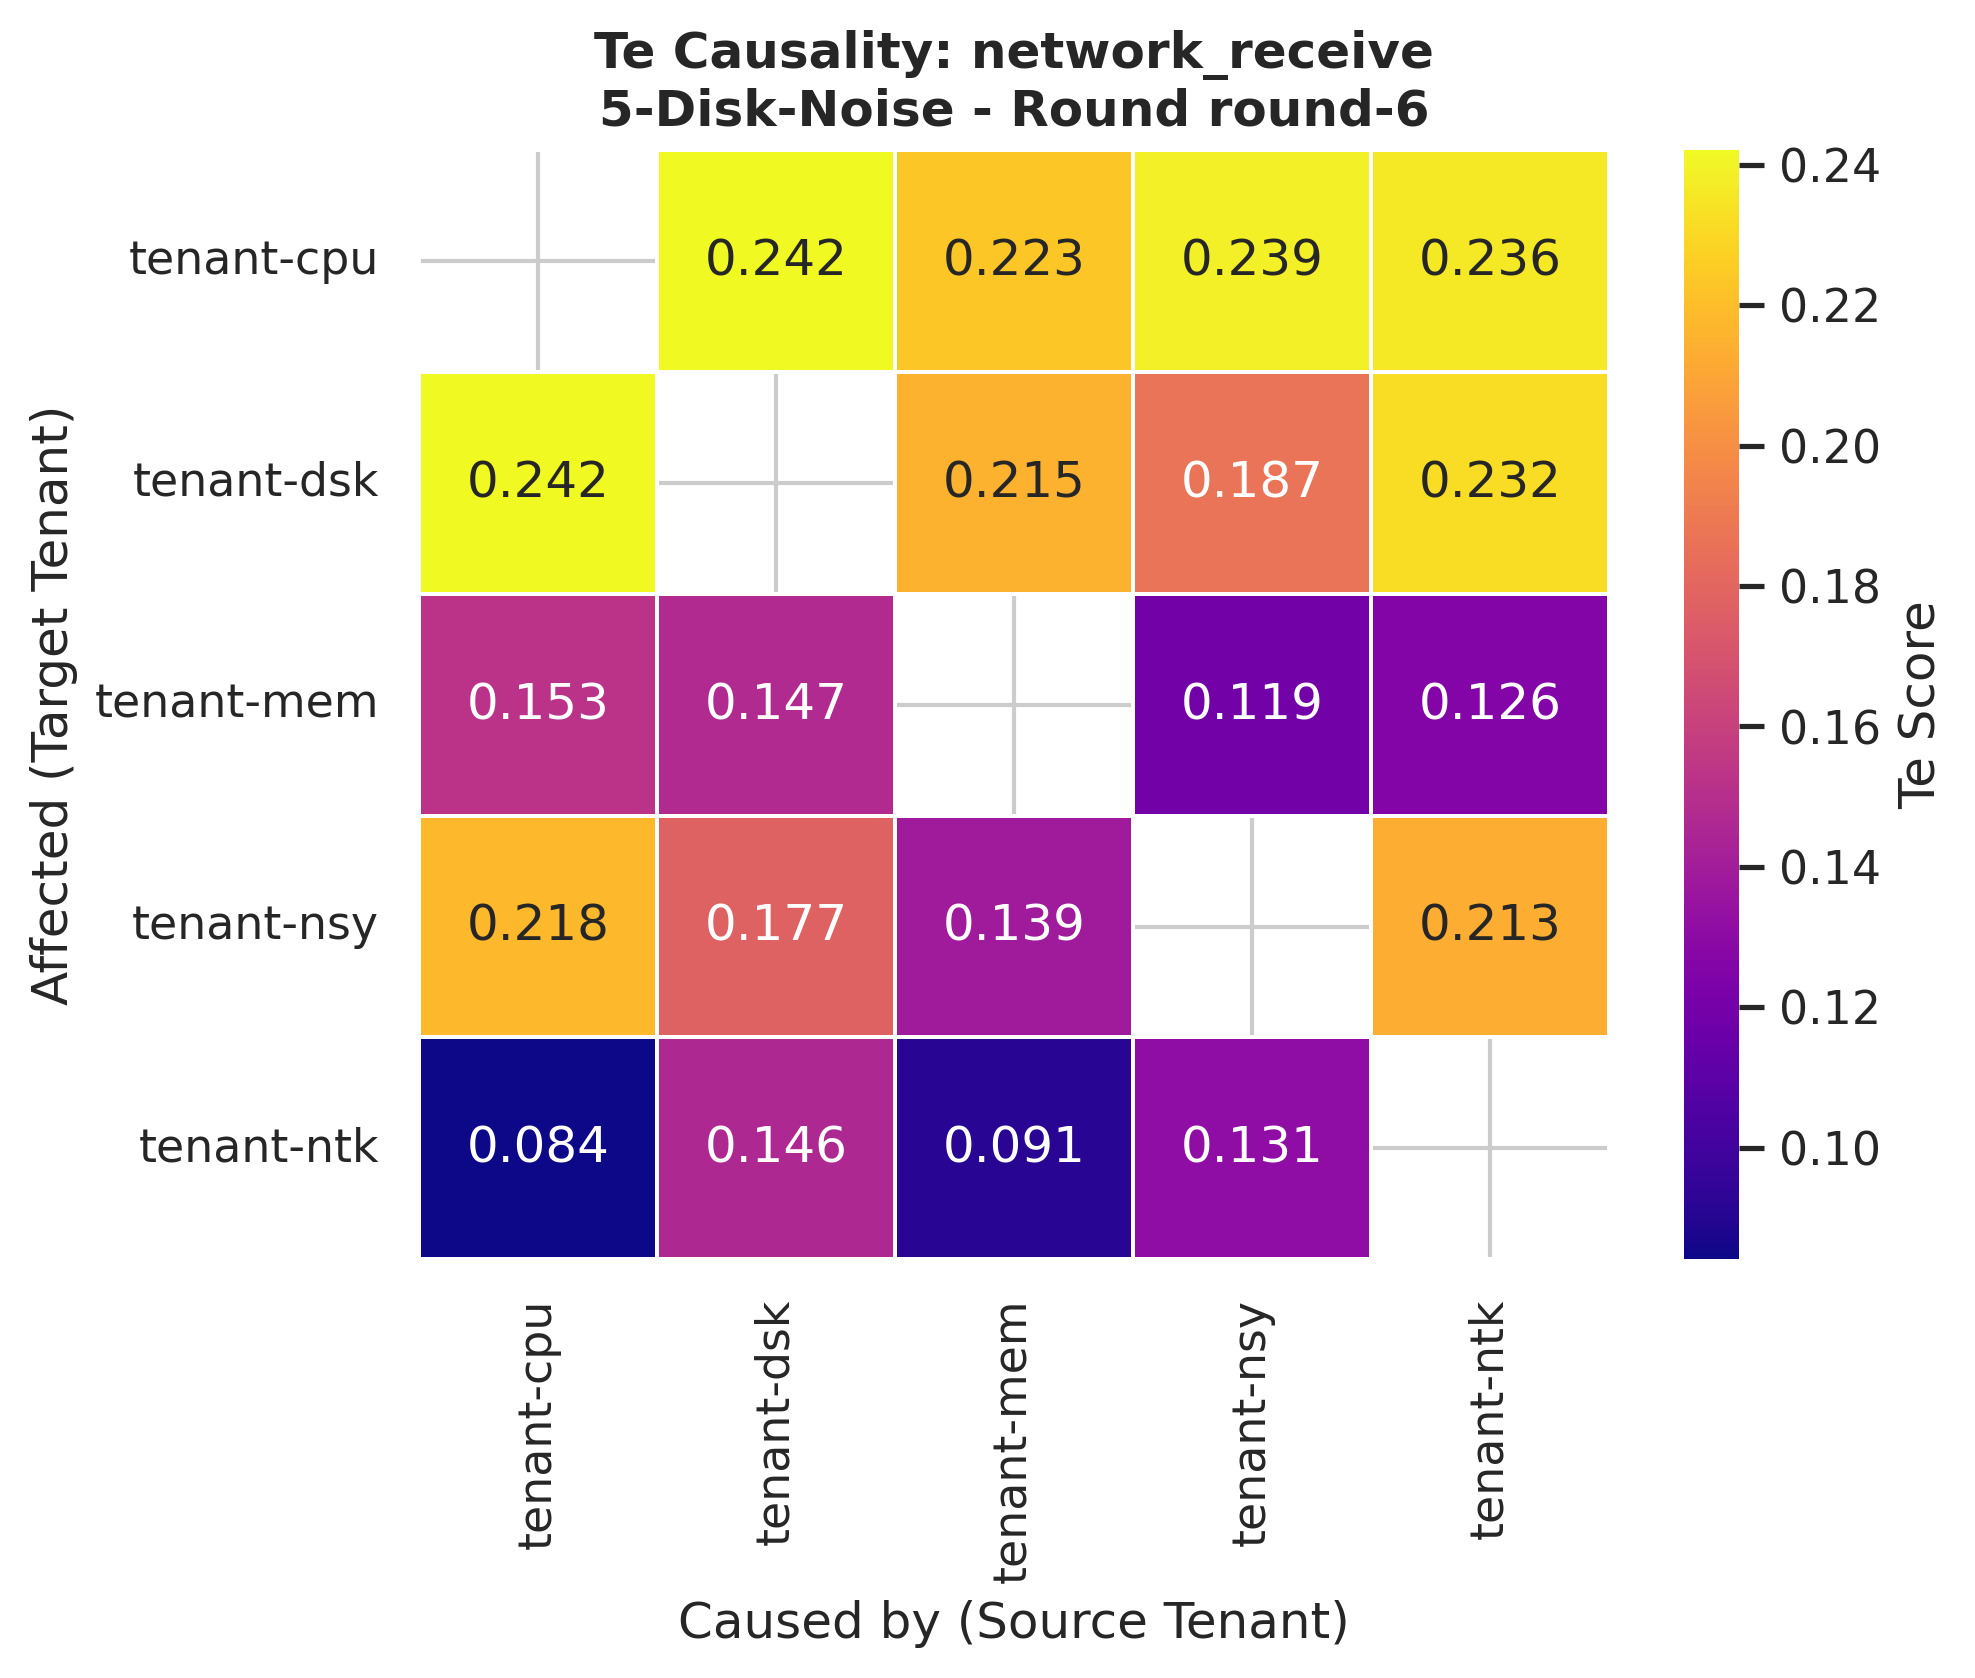 Te Causality: network_receive
5-Disk-Noise - Round round-6
Affected (Target Tenant)
tenant-cpu
0.242
0.223
0.239
0.236
tenant-dsk
0.242
0.215
0.187
0.232
tenant-mem
0.153
0.147
0.119
0.126
tenant-nsy
0.218
0.177
0.139
0.213
tenant-ntk
0.084
0.146
0.091
0.131
tenant-cpu
tenant-dsk
tenant-mem
tenant-nsy
tenant-ntk
Caused by (Source Tenant)
0.24
0.22
0.20
0.18
0.16
0.14
0.12
0.10
Te Score